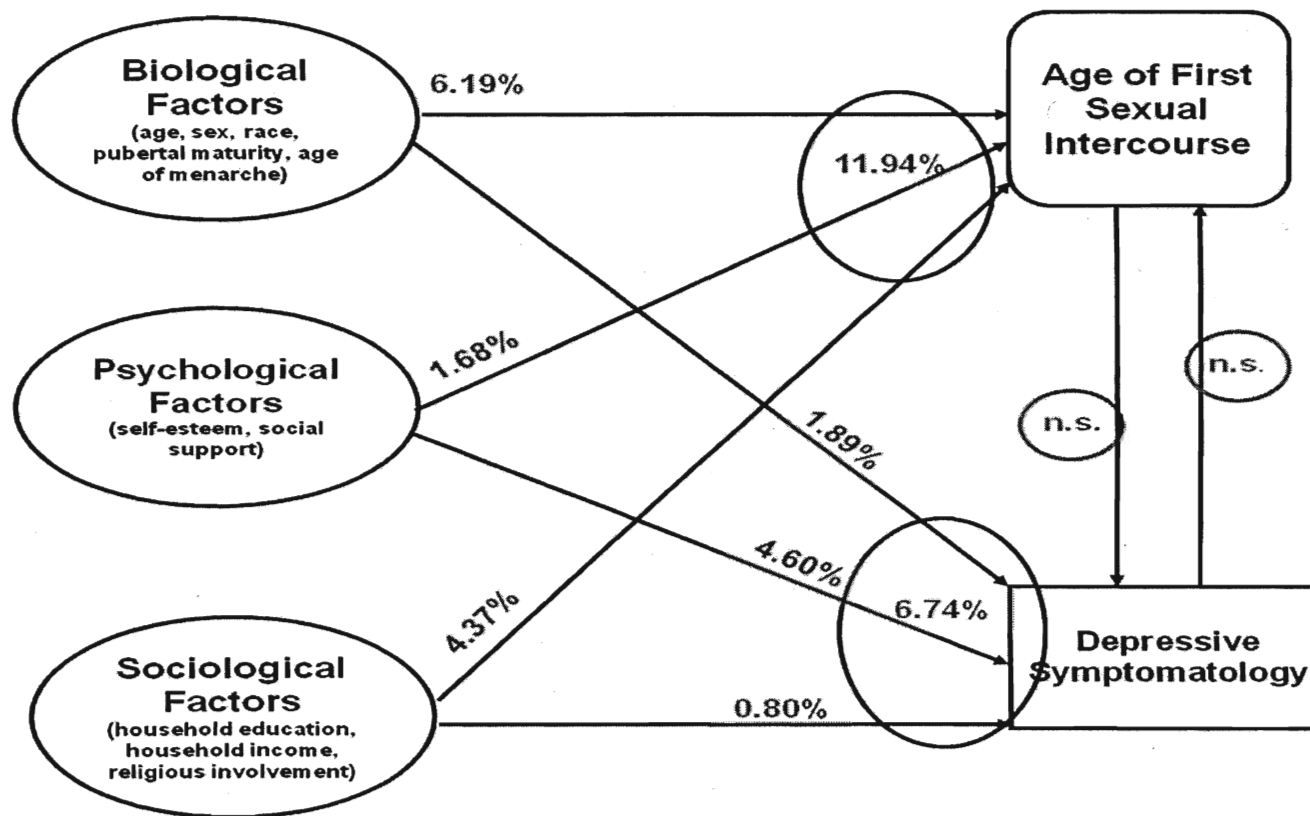 Biological
Factors
(age, sex, race,
pubertal maturity, age
of menarche)
6.19%
11.94%
Age of First
Sexual
Intercourse
Psychological
Factors
(self-esteem, social
support)
1.68%
1.89%
n.s.
n.s.
4.60%
Sociological
Factors
(household education,
household income,
religious involvement)
4.37%
0.80%
6.74%
Depressive
Symptomatology